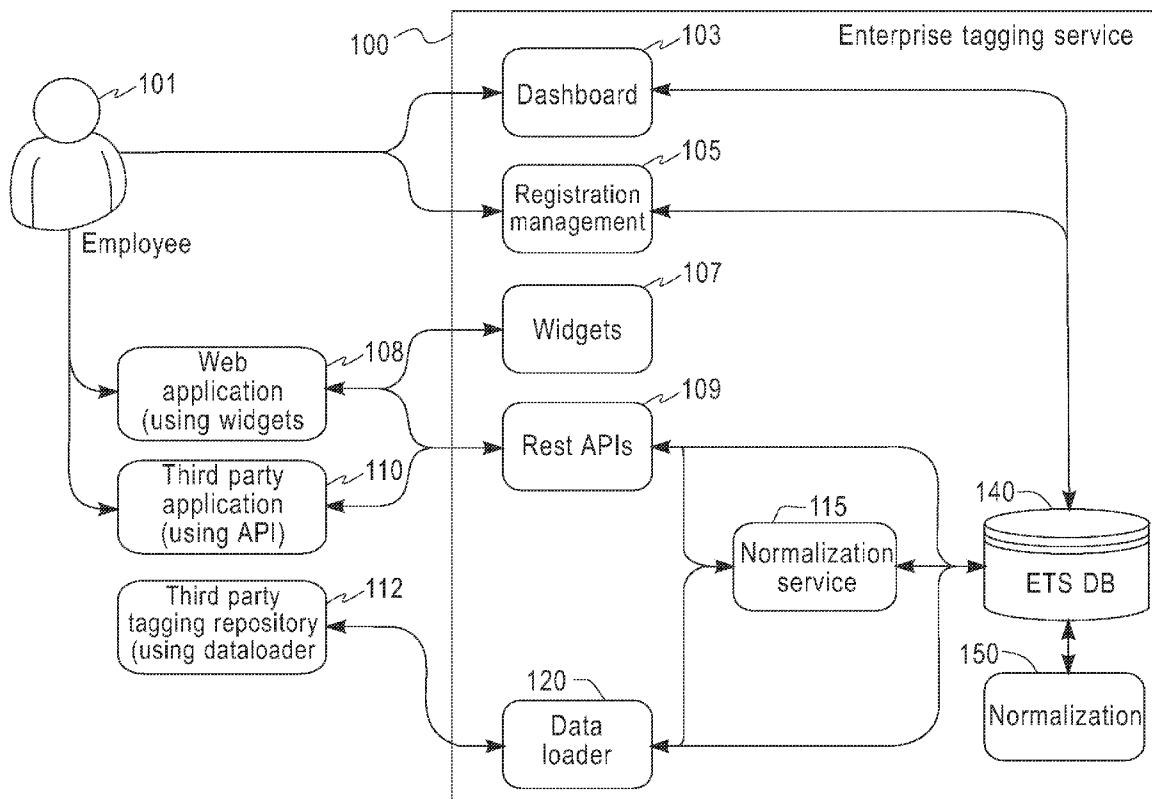 100
Enterprise tagging service
103
Dashboard
101
Employee
105
Registration
management
107
Widgets
108
Web
application
(using widgets
109
Rest APIs
110
Third party
application
(using API)
112
Third party
tagging repository
(using dataloader
115
Normalization
service
120
Data
loader
140
ETS DB
150
Normalization